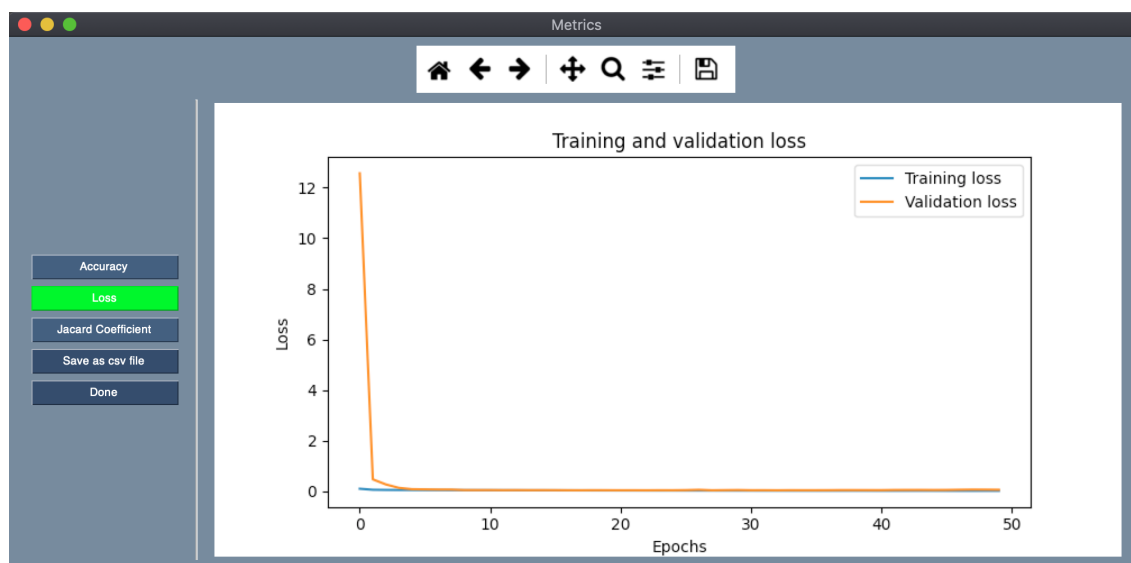 Metrics
Accuracy
Loss
Jacard Coefficient
Save as csv file
Done
Training and validation loss
Training loss
Validation loss
12
10
8
6
4
2
0
Loss
0 10 20 30 40 50
Epochs